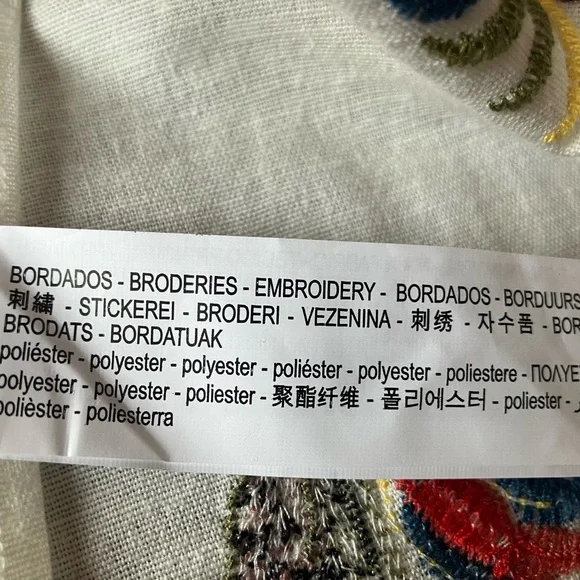 BORDADOS - BRODERIES - EMBROIDERY - BORDADOS - BORDUURS
刺繍 - STICKEREI - BRODERI - VEZENINA - 刺绣 - 자수품 - BOR
BRODATS - BORDATUAK
poliéster - polyester - polyester - poliéster - polyester - poliestere - ΠΟΛΥΕ
polyester - polyester - poliester - 聚酯纤维 - 폴리에스터 - poliester -
polièster - poliesterra